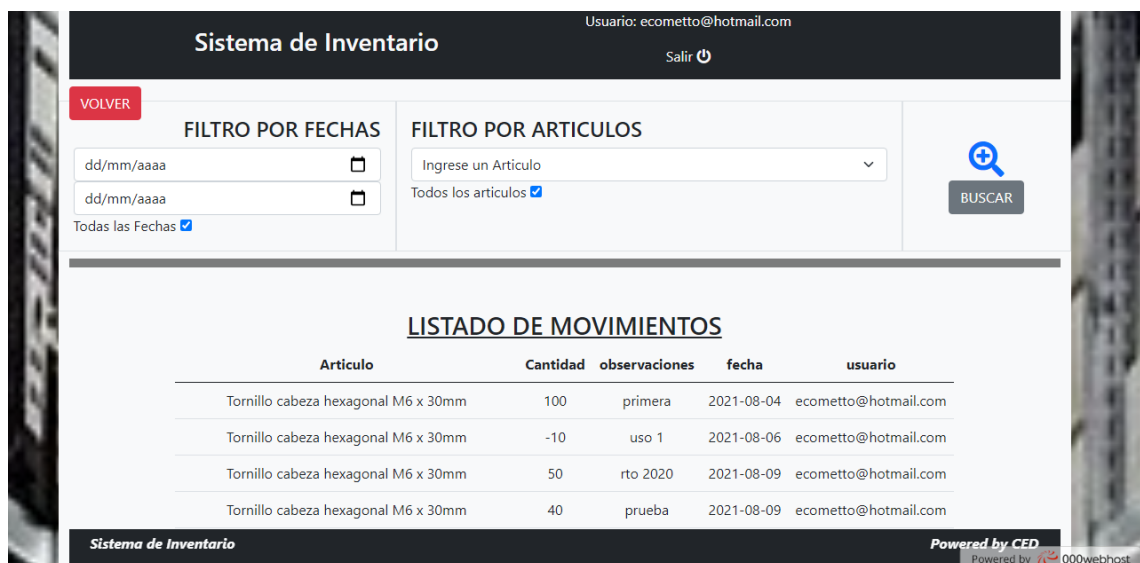 Sistema de Inventario
Usuario: ecometto@hotmail.com
Salir
VOLVER
FILTRO POR FECHAS
dd/mm/aaaa
dd/mm/aaaa
Todas las Fechas
FILTRO POR ARTICULOS
Ingrese un Articulo
Todos los articulos
BUSCAR
LISTADO DE MOVIMIENTOS
Articulo Cantidad observaciones fecha usuario
Tornillo cabeza hexagonal M6 x 30mm 100 primera 2021-08-04 ecometto@hotmail.com
Tornillo cabeza hexagonal M6 x 30mm -10 uso 1 2021-08-06 ecometto@hotmail.com
Tornillo cabeza hexagonal M6 x 30mm 50 rto 2020 2021-08-09 ecometto@hotmail.com
Tornillo cabeza hexagonal M6 x 30mm 40 prueba 2021-08-09 ecometto@hotmail.com
Sistema de Inventario Powered by CED
Powered by 000webhost